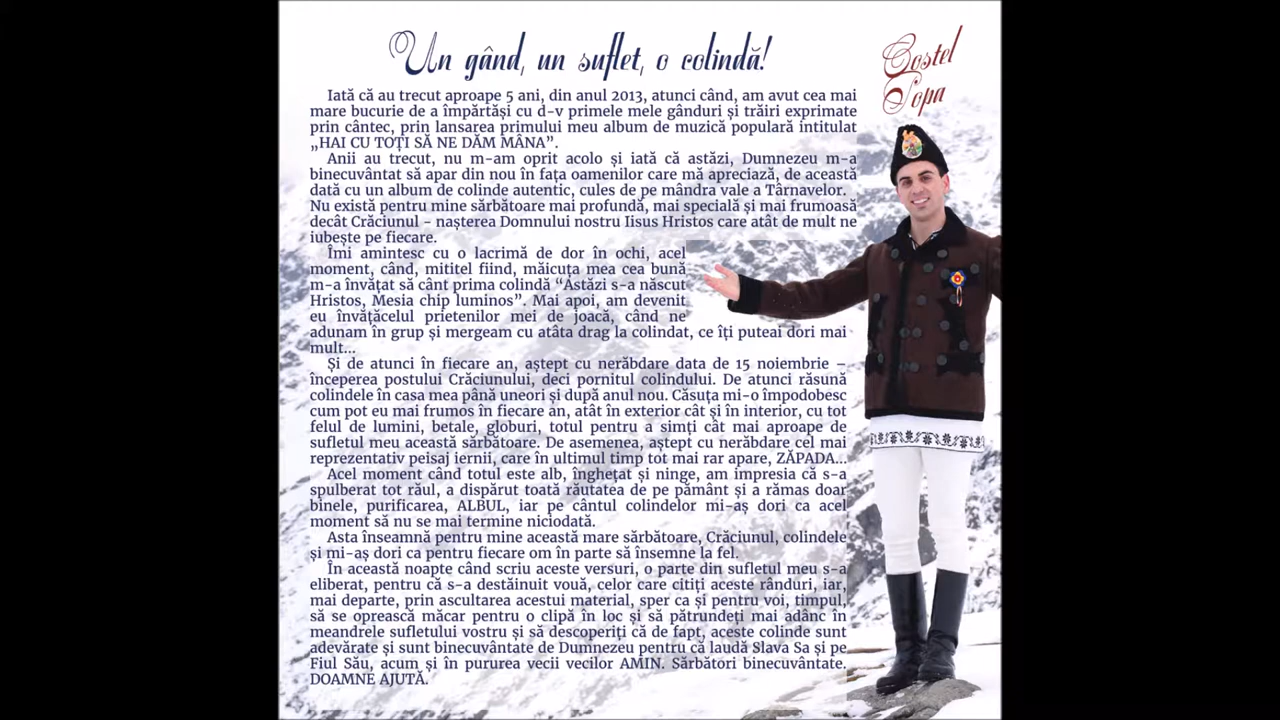 Un gând, un suflet, o colindă!
Costel
Popa
Iată că au trecut aproape 5 ani, din anul 2013, atunci când, am avut cea mai
mare bucurie de a împărtăși cu d-v primele mele gânduri și trăiri exprimate
prin cântec, prin lansarea primului meu album de muzică populară intitulat
„HAI CU TOȚI SĂ NE DĂM MÂNA”.
Anii au trecut, nu m-am oprit acolo și iată că astăzi, Dumnezeu m-a
binecuvântat să apar din nou în fața oamenilor care mă apreciază, de această
dată cu un album de colinde autentic, cules de pe mândra vale a Târnavelor.
Nu există pentru mine sărbătoare mai profundă, mai specială și mai frumoasă
decât Crăciunul - nașterea Domnului nostru Iisus Hristos care atât de mult ne
iubește pe fiecare.
Îmi amintesc cu o lacrimă de dor în ochi, acel
moment, când, mititel fiind, măicuța mea cea bună
m-a învățat să cânt prima colindă “Astăzi s-a născut
Hristos, Mesia chip luminos”. Mai apoi, am devenit
eu învățăcelul prietenilor mei de joacă, când ne
adunam în grup și mergeam cu atâta drag la colindat, ce îți puteai dori mai
mult...
Și de atunci în fiecare an, aștept cu nerăbdare data de 15 noiembrie –
începerea postului Crăciunului, deci pornitul colindului. De atunci răsună
colindele în casa mea până uneori și după anul nou. Căsuța mi-o împodobesc
cum pot eu mai frumos în fiecare an, atât în exterior cât și în interior, cu tot
felul de lumini, betale, globuri, totul pentru a simți cât mai aproape de
sufletul meu această sărbătoare. De asemenea, aștept cu nerăbdare cel mai
reprezentativ peisaj iernii, care în ultimul timp tot mai rar apare, ZĂPADA...
Acel moment când totul este alb, înghețat și ninge, am impresia că s-a
spulberat tot răul, a dispărut toată răutatea de pe pământ și a rămas doar
binele, purificarea, ALBUL, iar pe cântul colindelor mi-aș dori ca acel
moment să nu se mai termine niciodată.
Asta înseamnă pentru mine această mare sărbătoare, Crăciunul, colindele
și mi-aș dori ca pentru fiecare om în parte să însemne la fel.
În această noapte când scriu aceste versuri, o parte din sufletul meu s-a
eliberat, pentru că s-a destăinuit vouă, celor care citiți aceste rânduri, iar,
mai departe, prin ascultarea acestui material, sper ca și pentru voi, timpul,
să se oprească măcar pentru o clipă în loc și să pătrundeți mai adânc în
meandrele sufletului vostru și să descoperiți că de fapt, aceste colinde sunt
adevărate și sunt binecuvântate de Dumnezeu pentru că laudă Slava Sa și pe
Fiul Său, acum și în pururea vecii vecilor AMIN. Sărbători binecuvântate.
DOAMNE AJUTĂ.